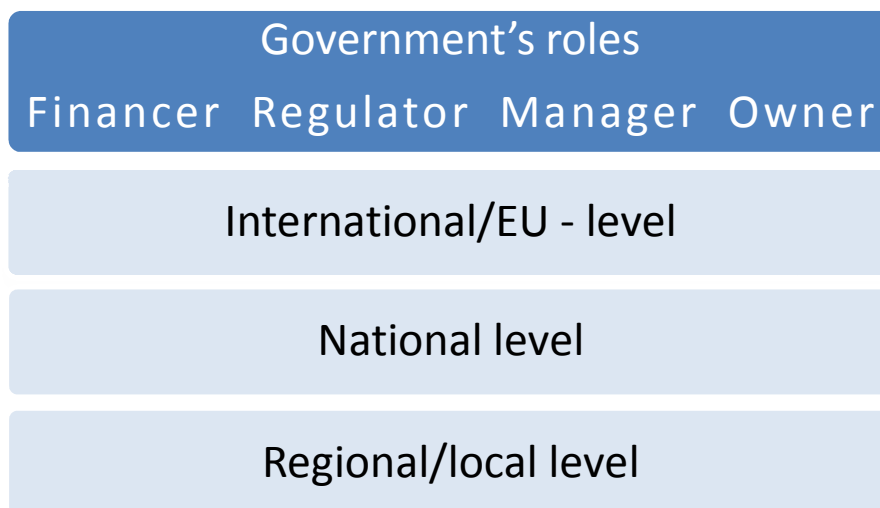 Government’s roles
Financer Regulator Manager Owner
International/EU - level
National level
Regional/local level